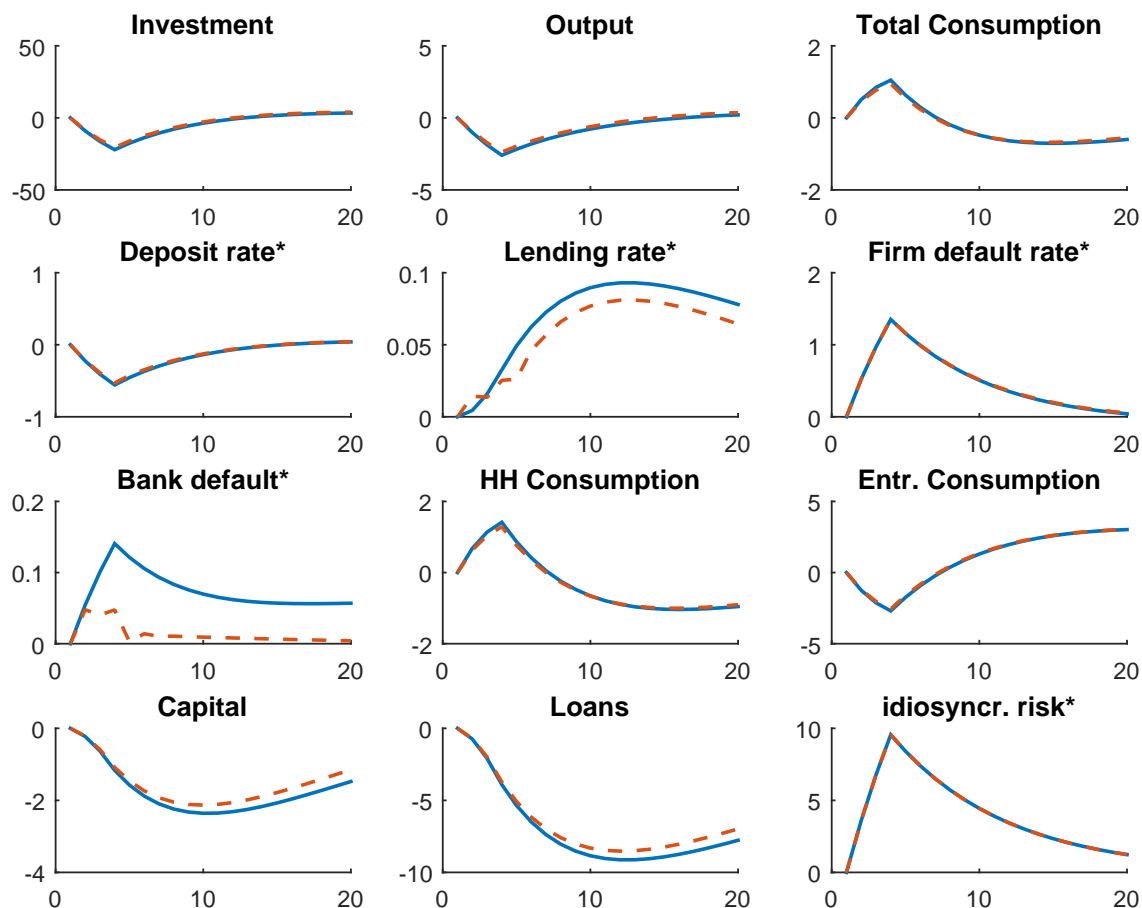 Investment
50
0
-50
0 10 20
Output
5
0
-5
0 10 20
Total Consumption
2
0
-2
0 10 20
Deposit rate*
1
0
-1
0 10 20
Lending rate*
0.1
0.05
0
0 10 20
Firm default rate*
2
1
0
0 10 20
Bank default*
0.2
0.1
0
0 10 20
HH Consumption
2
0
-2
0 10 20
Entr. Consumption
5
0
-5
0 10 20
Capital
0
-2
-4
0 10 20
Loans
0
-5
-10
0 10 20
idiosyncr. risk*
10
5
0
0 10 20